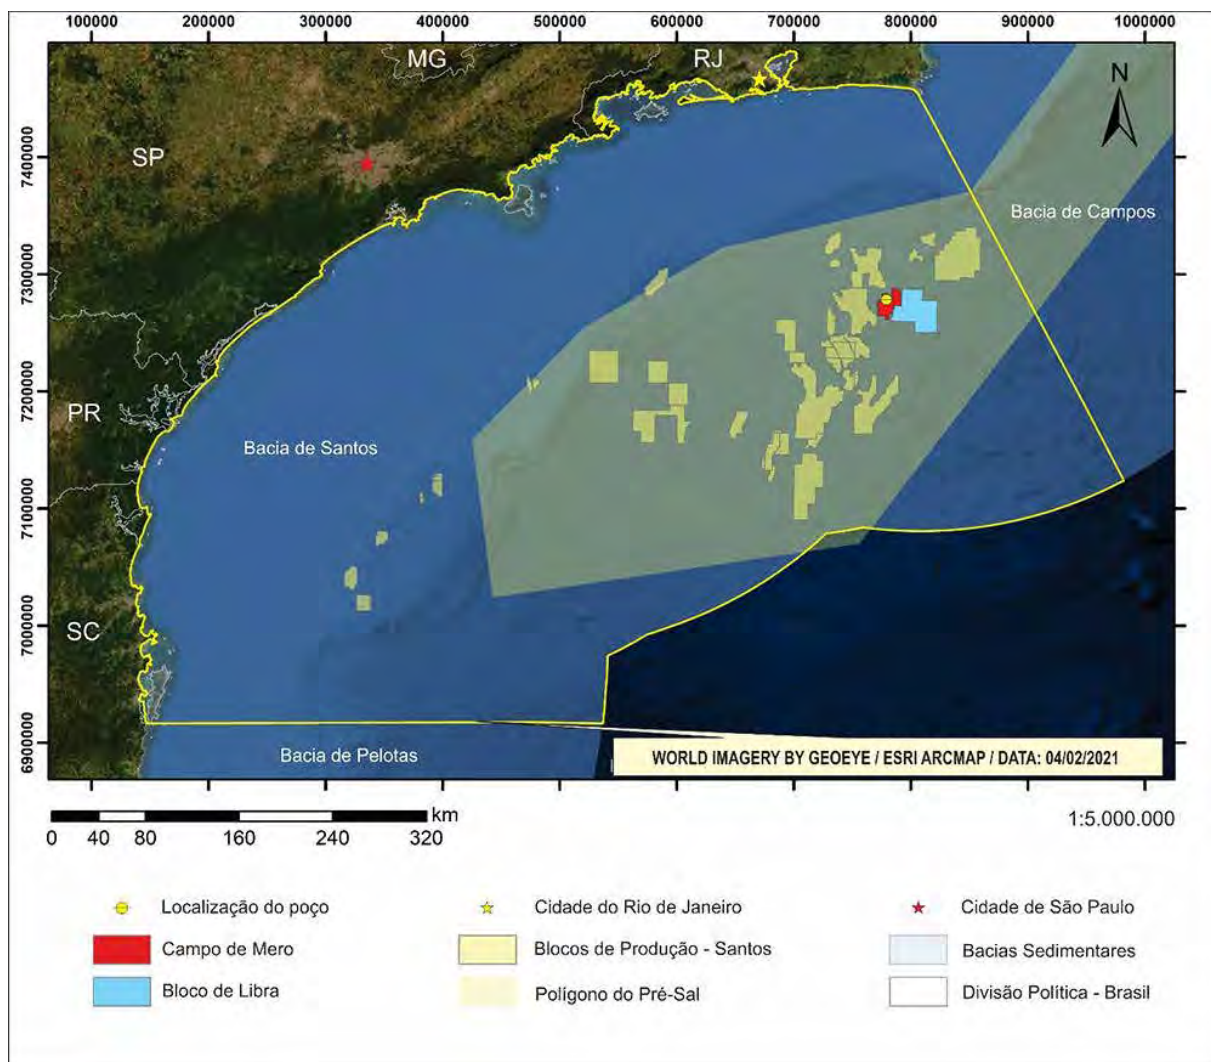 100000 200000 300000 400000 500000 600000 700000 800000 900000 1000000
MG
RJ
N
7400000
SP
Bacia de Campos
7300000
7200000
PR
Bacia de Santos
7100000
7000000
SC
6900000
Bacia de Pelotas
WORLD IMAGERY BY GEOEYE / ESRI ARCMAP / DATA: 04/02/2021
km
0 40 80 160 240 320
1:5.000.000
Localização do poço
Cidade do Rio de Janeiro
Cidade de São Paulo
Campo de Mero
Blocos de Produção - Santos
Bacias Sedimentares
Bloco de Libra
Polígono do Pré-Sal
Divisão Política - Brasil